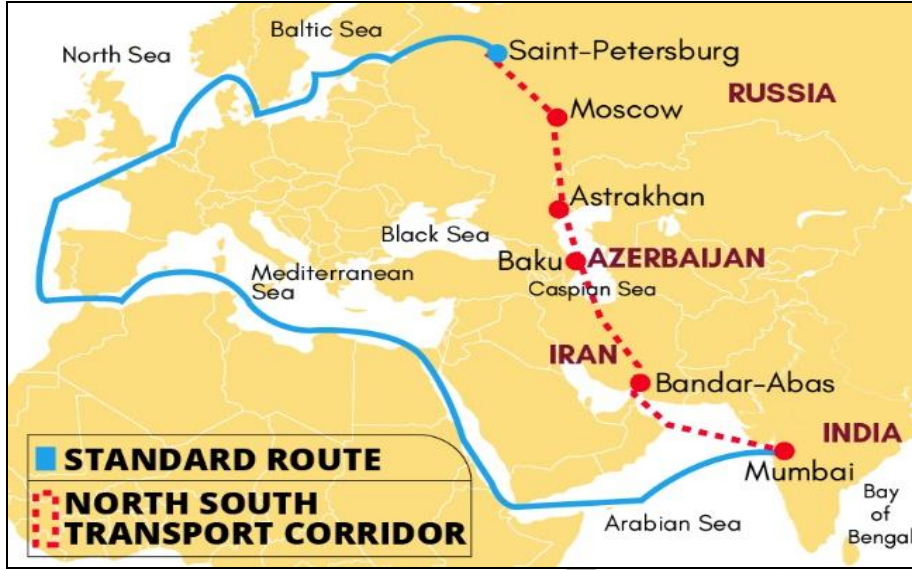 Baltic Sea
North Sea
Saint-Petersburg
RUSSIA
Moscow
Astrakhan
Black Sea
Baku
AZERBAIJAN
Mediterranean
Sea
Caspian Sea
IRAN
Bandar-Abas
INDIA
Mumbai
STANDARD ROUTE
NORTH SOUTH
TRANSPORT CORRIDOR
Arabian Sea
Bay
of
Bengal